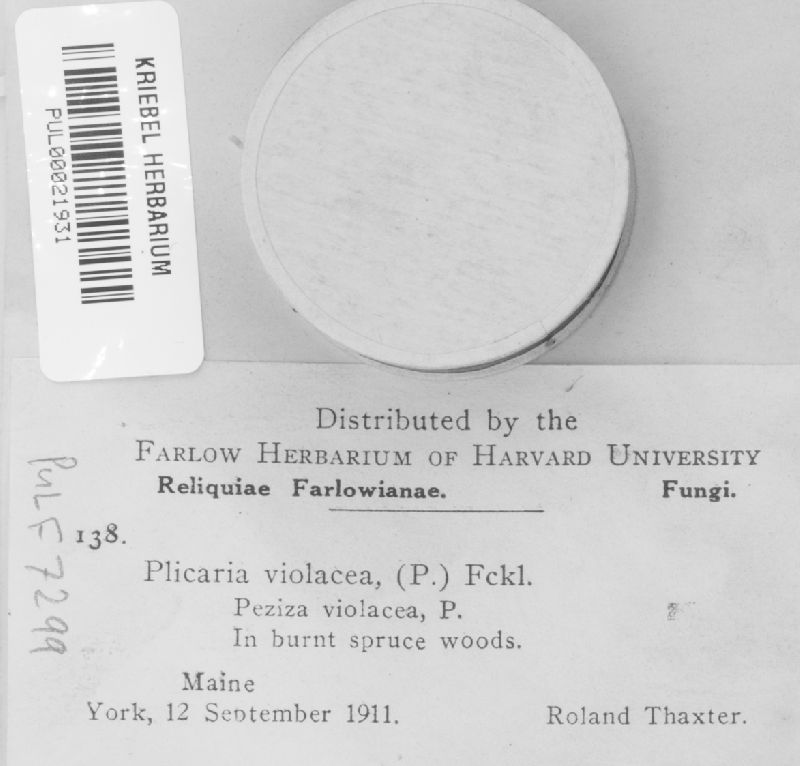 KRIEBEL HERBARIUM
PUL00021931
Distributed by the
FARLOW HERBARIUM OF HARVARD UNIVERSITY
Reliquiae Farlowianae. Fungi.
138.
Plicaria violacea, (P.) Fckl.
Peziza violacea, P.
In burnt spruce woods.
Maine
York, 12 September 1911. Roland Thaxter.
PUL F 7299